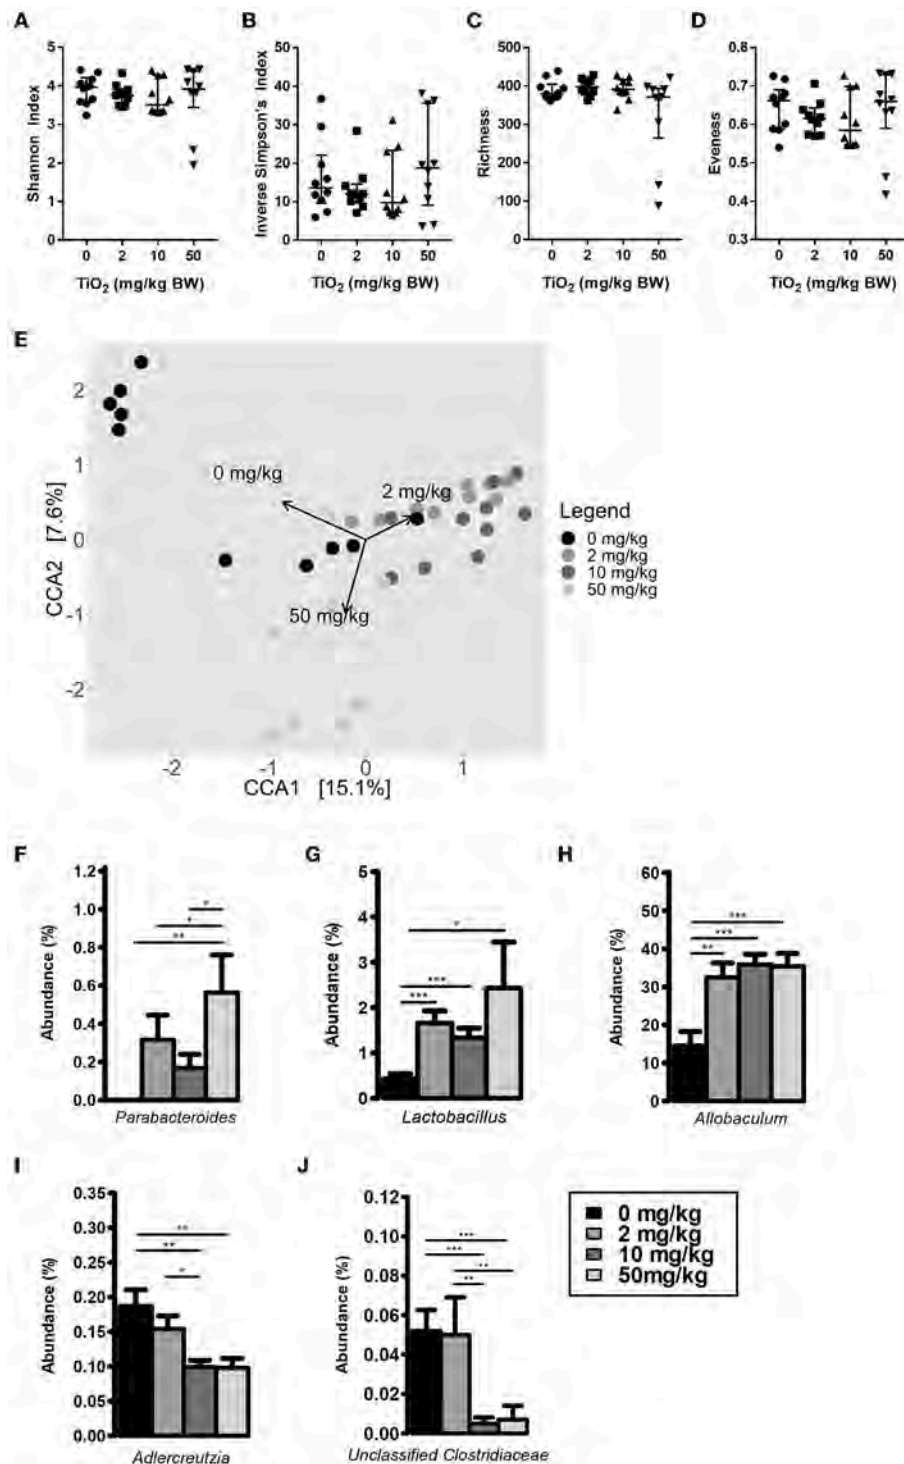 A
B
C
D
5
4
3
2
1
0
Shannon Index
0 2 10 50
TiO2 (mg/kg BW)
50
40
30
20
10
0
Inverse SImpson's Index
0 2 10 50
TiO2 (mg/kg BW)
500
400
300
200
100
0
Richness
0 2 10 50
TiO2 (mg/kg BW)
0.8
0.7
0.6
0.5
0.4
0.3
Eveness
0 2 10 50
TiO2 (mg/kg BW)
E
2
1
0
-1
-2
CCA2 [7.6%]
0 mg/kg
2 mg/kg
50 mg/kg
-2 -1 0 1
CCA1 [15.1%]
Legend
0 mg/kg
2 mg/kg
10 mg/kg
50 mg/kg
F
1.2
1.0
0.8
0.6
0.4
0.2
0.0
Abundance (%)
*
*
**
Parabacteroides
G
5
4
3
2
1
0
Abundance (%)
*
***
***
Lactobacillus
H
60
50
40
30
20
10
0
Abundance (%)
***
***
**
Allobaculum
I
0.35
0.30
0.25
0.20
0.15
0.10
0.05
0.00
Abundance (%)
**
**
*
Adlercreutzia
J
0.12
0.10
0.08
0.06
0.04
0.02
0.00
Abundance (%)
***
***
**
**
Unclassified Clostridiaceae
0 mg/kg
2 mg/kg
10 mg/kg
50mg/kg